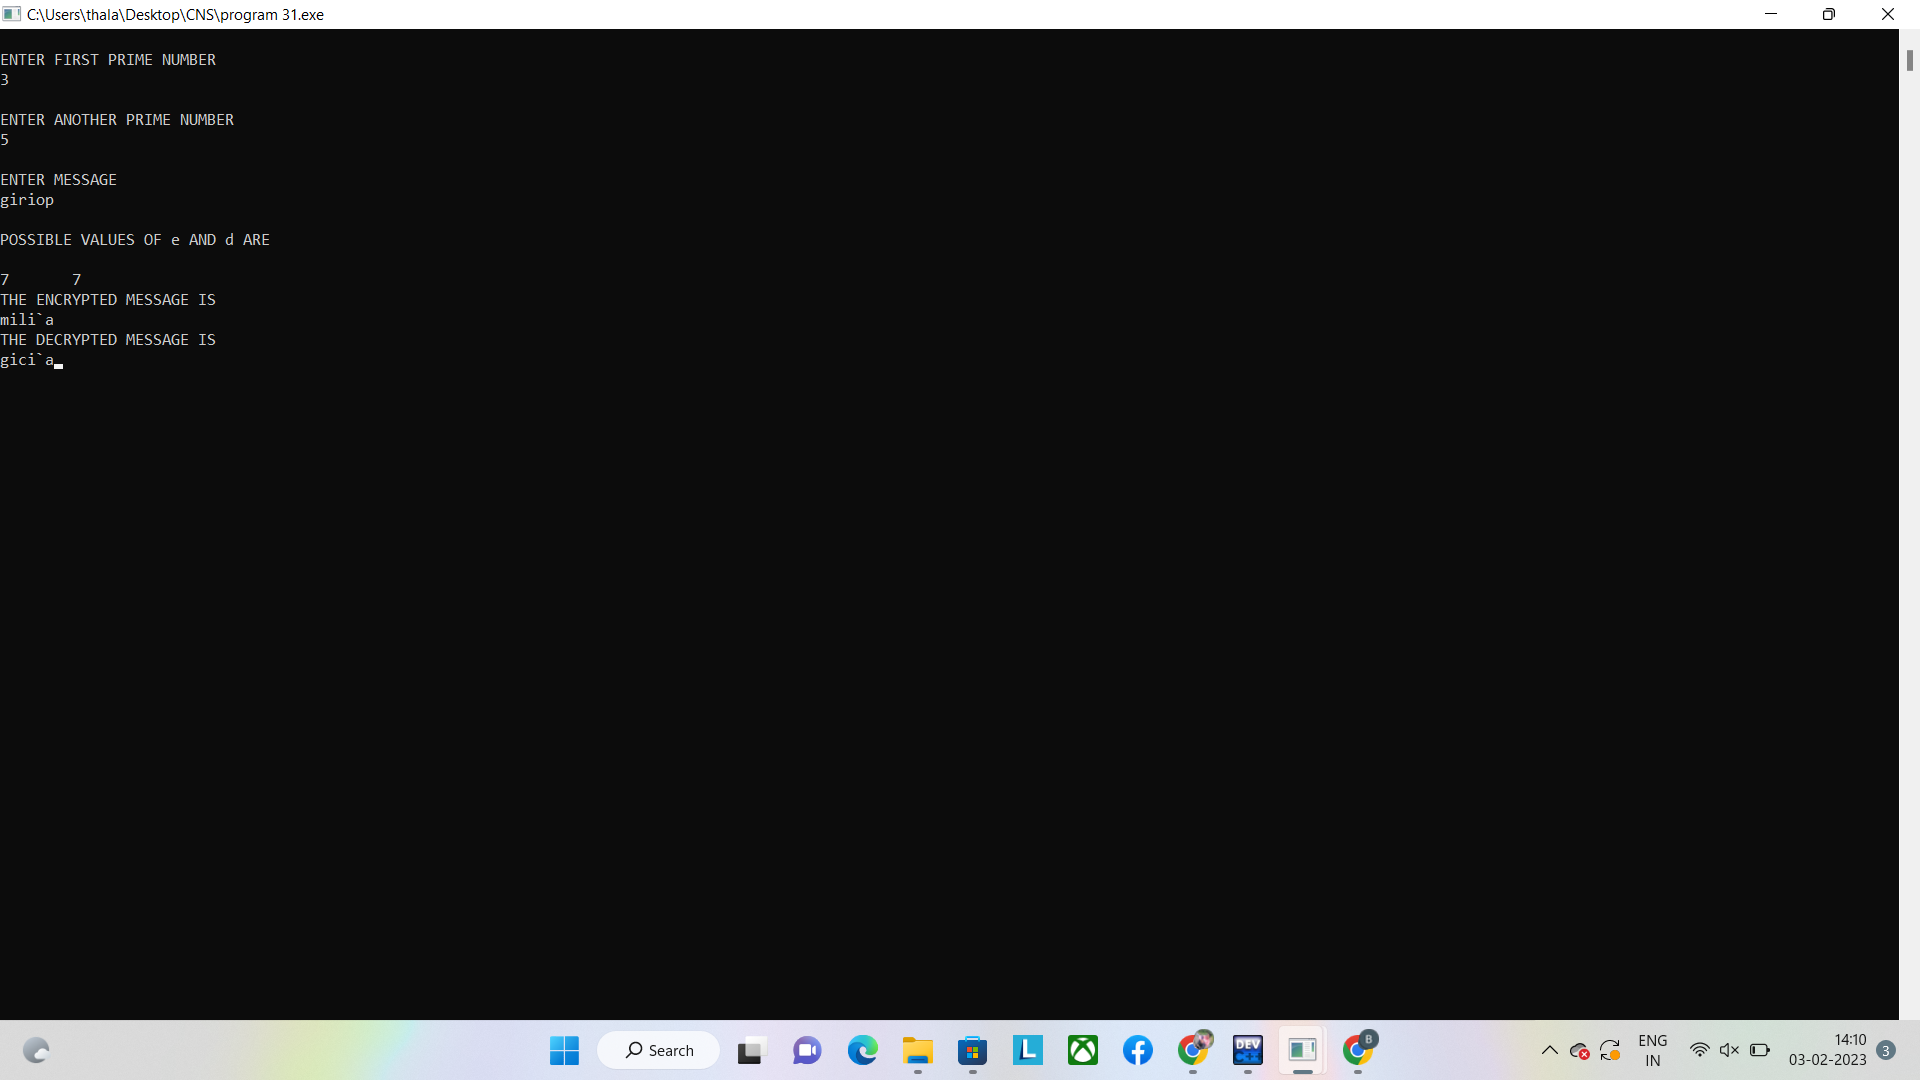 C:\Users\thala\Desktop\CNS\program 31.exe
ENTER FIRST PRIME NUMBER
3
ENTER ANOTHER PRIME NUMBER
5
ENTER MESSAGE
giriop
POSSIBLE VALUES OF e AND d ARE
7 7
THE ENCRYPTED MESSAGE IS
mili`a
THE DECRYPTED MESSAGE IS
gici`a
Search
L
DEV
C++
B
ENG
IN
14:10
03-02-2023
3